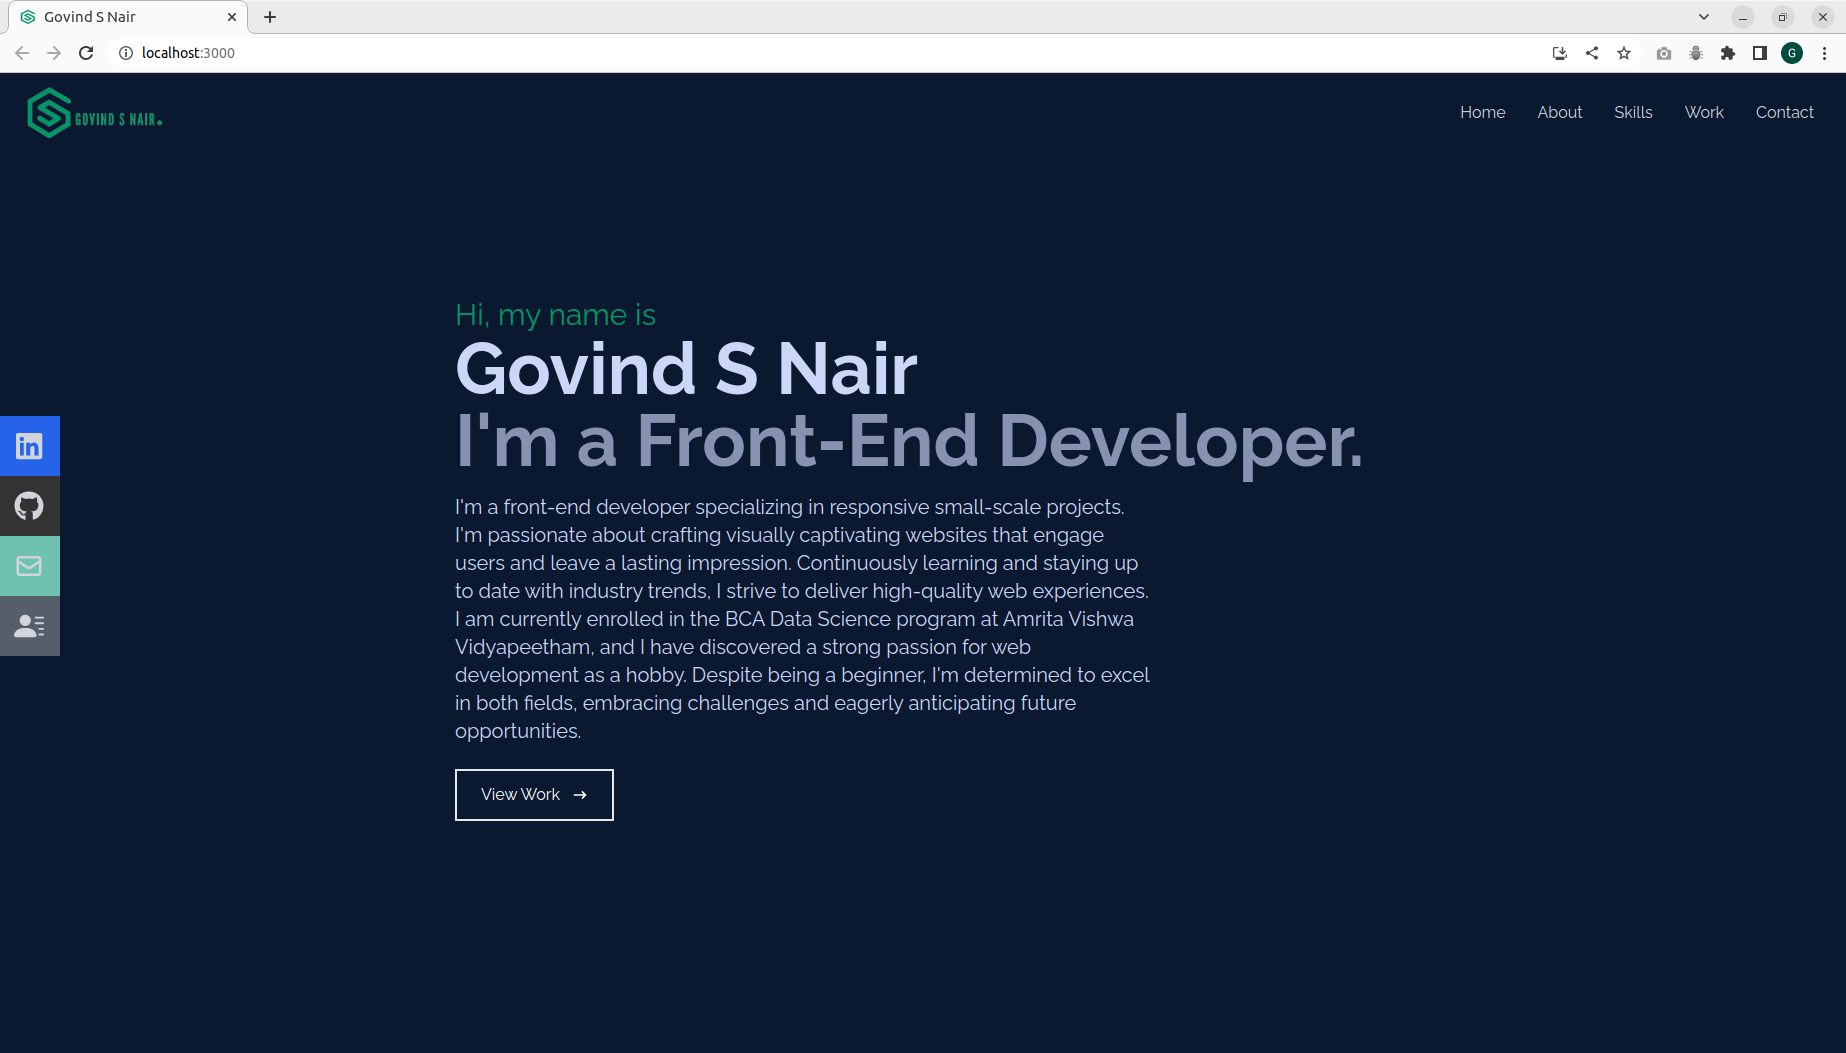 Govind S Nair
localhost:3000
G
GOVIND S NAIR.
Home About Skills Work Contact
Hi, my name is
Govind S Nair
I'm a Front-End Developer.
I'm a front-end developer specializing in responsive small-scale projects.
I'm passionate about crafting visually captivating websites that engage
users and leave a lasting impression. Continuously learning and staying up
to date with industry trends, I strive to deliver high-quality web experiences.
I am currently enrolled in the BCA Data Science program at Amrita Vishwa
Vidyapeetham, and I have discovered a strong passion for web
development as a hobby. Despite being a beginner, I'm determined to excel
in both fields, embracing challenges and eagerly anticipating future
opportunities.
in
View Work →